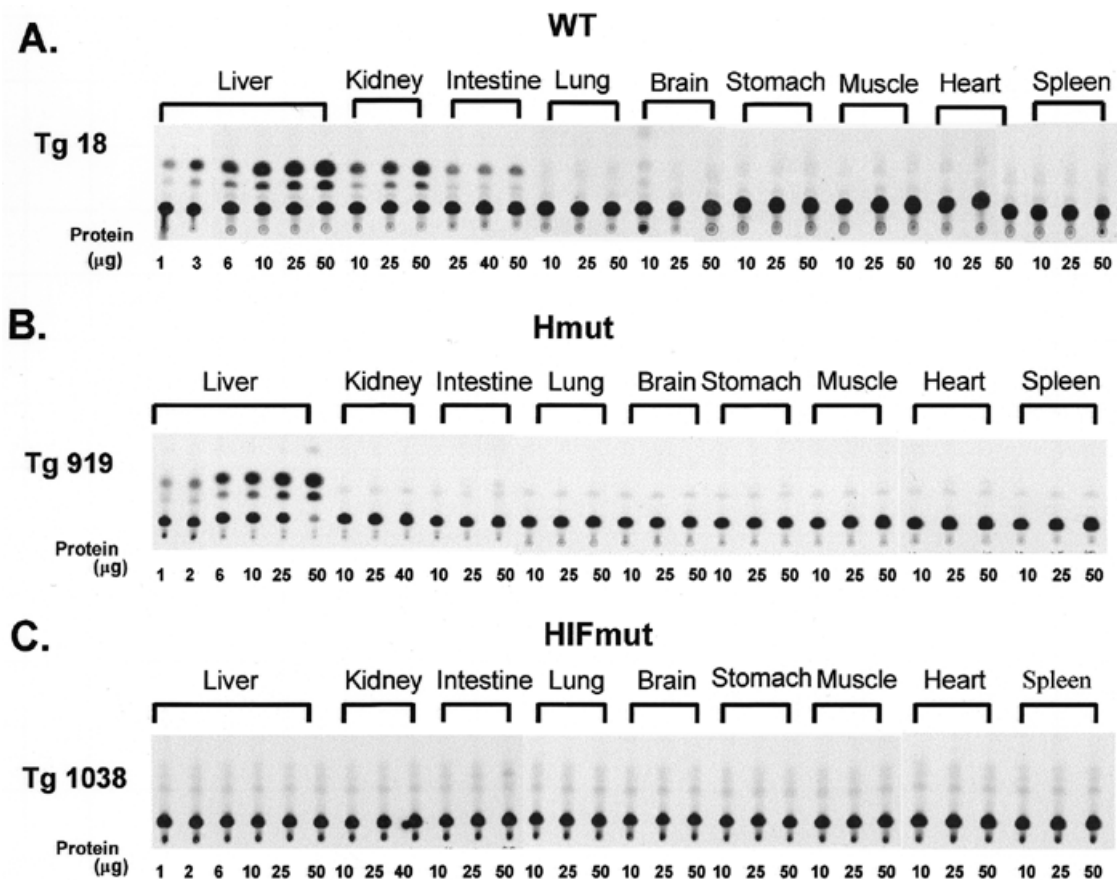 A.
WT
Liver Kidney Intestine Lung Brain Stomach Muscle Heart Spleen
Tg 18
Protein
(μg)
1 3 6 10 25 50 10 25 50 25 40 50 10 25 50 10 25 50 10 25 50 10 25 50 10 25 50 10 25 50
B.
Hmut
Liver Kidney Intestine Lung Brain Stomach Muscle Heart Spleen
Tg 919
Protein
(μg)
1 2 6 10 25 50 10 25 40 10 25 50 10 25 50 10 25 50 10 25 50 10 25 50 10 25 50 10 25 50
C.
HIFmut
Liver Kidney Intestine Lung Brain Stomach Muscle Heart Spleen
Tg 1038
Protein
(μg)
1 2 6 10 25 50 10 25 40 10 25 50 10 25 50 10 25 50 10 25 50 10 25 50 10 25 50 10 25 50